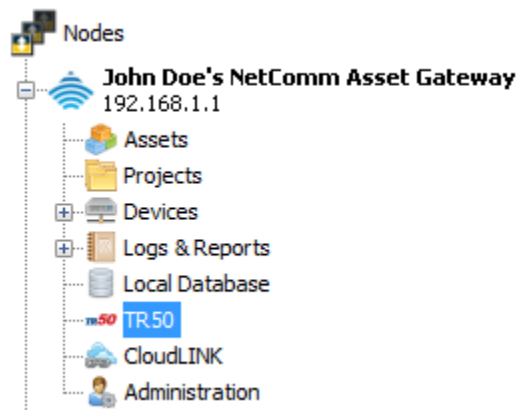 Nodes
John Doe's NetComm Asset Gateway
192.168.1.1
Assets
Projects
Devices
Logs & Reports
Local Database
TR50 TR50
CloudLINK
Administration